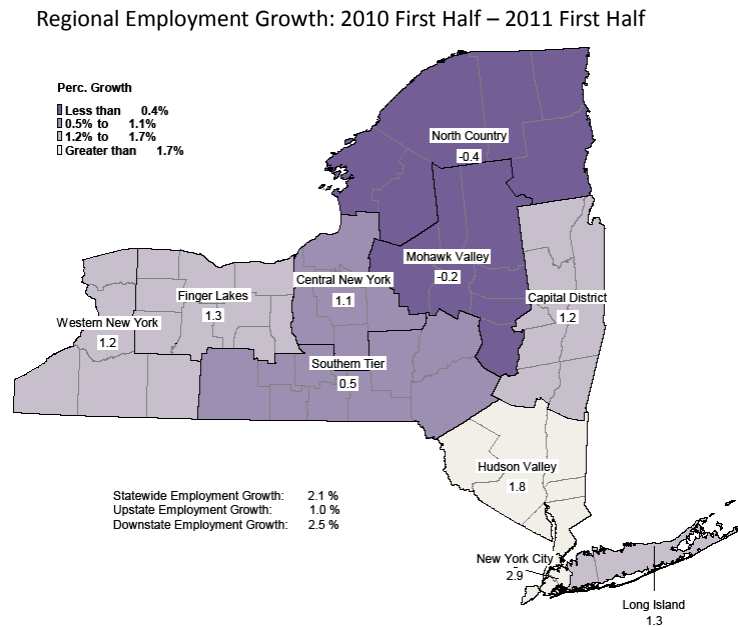 Regional Employment Growth: 2010 First Half – 2011 First Half
Perc. Growth
Less than 0.4%
0.5% to 1.1%
1.2% to 1.7%
Greater than 1.7%
North Country
-0.4
Mohawk Valley
-0.2
Central New York
1.1
Finger Lakes
1.3
Capital District
1.2
Western New York
1.2
Southern Tier
0.5
Hudson Valley
1.8
Statewide Employment Growth: 2.1 %
Upstate Employment Growth: 1.0 %
Downstate Employment Growth: 2.5 %
New York City
2.9
Long Island
1.3